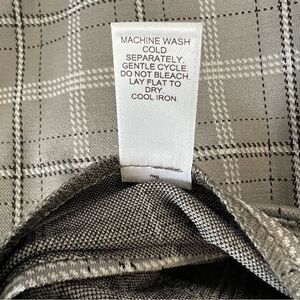 MACHINE WASH
COLD
SEPARATELY.
GENTLE CYCLE.
DO NOT BLEACH.
LAY FLAT TO
DRY.
COOL IRON.